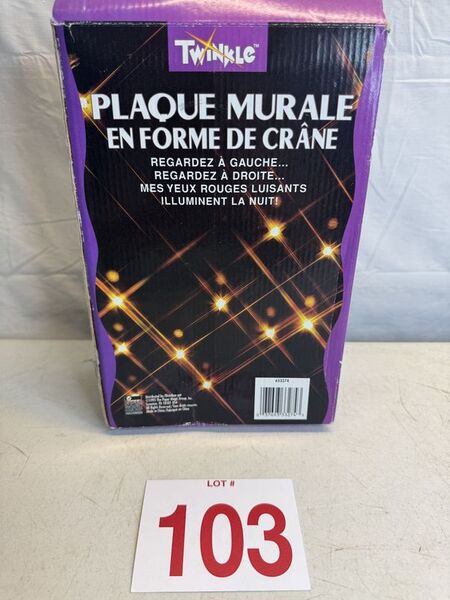 TWINKLE™
PLAQUE MURALE
EN FORME DE CRÂNE
REGARDEZ À GAUCHE...
REGARDEZ À DROITE...
MES YEUX ROUGES LUISANTS
ILLUMINENT LA NUIT!
LOT #
103